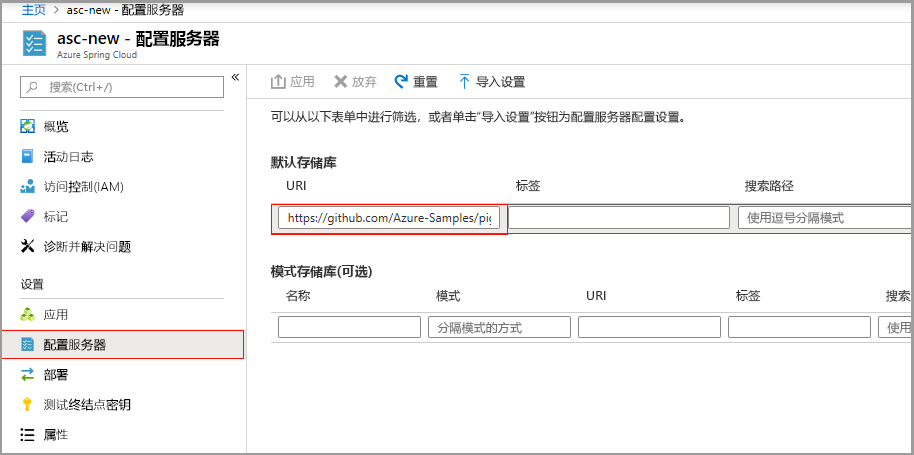 主页 > asc-new - 配置服务器
asc-new - 配置服务器
Azure Spring Cloud
搜索(Ctrl+/)
概览
活动日志
访问控制(IAM)
标记
诊断并解决问题
设置
应用
配置服务器
部署
测试终结点密钥
属性
应用 放弃 重置 导入设置
可以从以下表单中进行筛选，或者单击“导入设置”按钮为配置服务器配置设置。
默认存储库
URI 标签 搜索路径
https://github.com/Azure-Samples/pig 使用逗号分隔模式
模式存储库(可选)
名称 模式 URI 标签 搜索
分隔模式的方式 使用